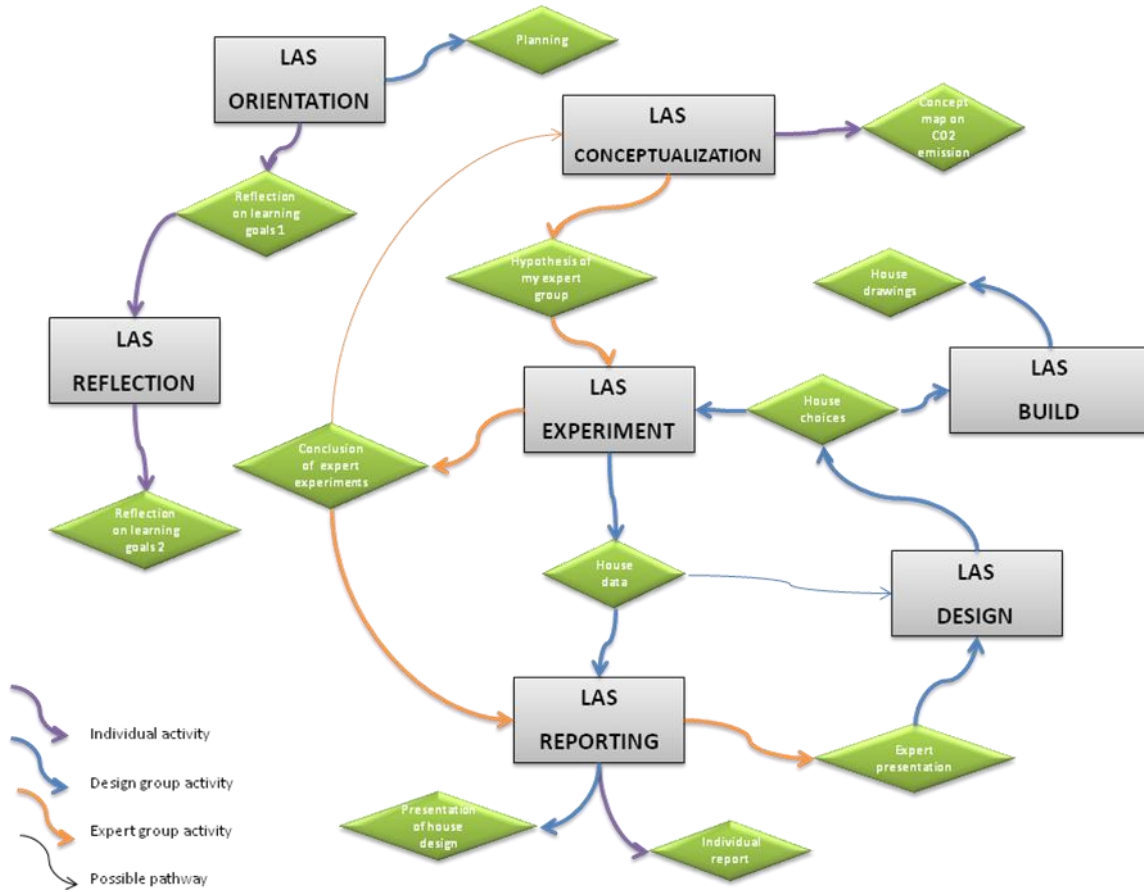 LAS
ORIENTATION
Planning
LAS
CONCEPTUALIZATION
Concept
map on
CO2
emission
Reflection
on learning
goals 1
Hypothesis of
my expert
group
House
drawings
LAS
REFLECTION
LAS
EXPERIMENT
House
choices
LAS
BUILD
Conclusion
of expert
experiments
Reflection
on learning
goals 2
House
data
LAS
DESIGN
LAS
REPORTING
Expert
presentation
Presentation
of house
design
Individual
report
Individual activity
Design group activity
Expert group activity
Possible pathway